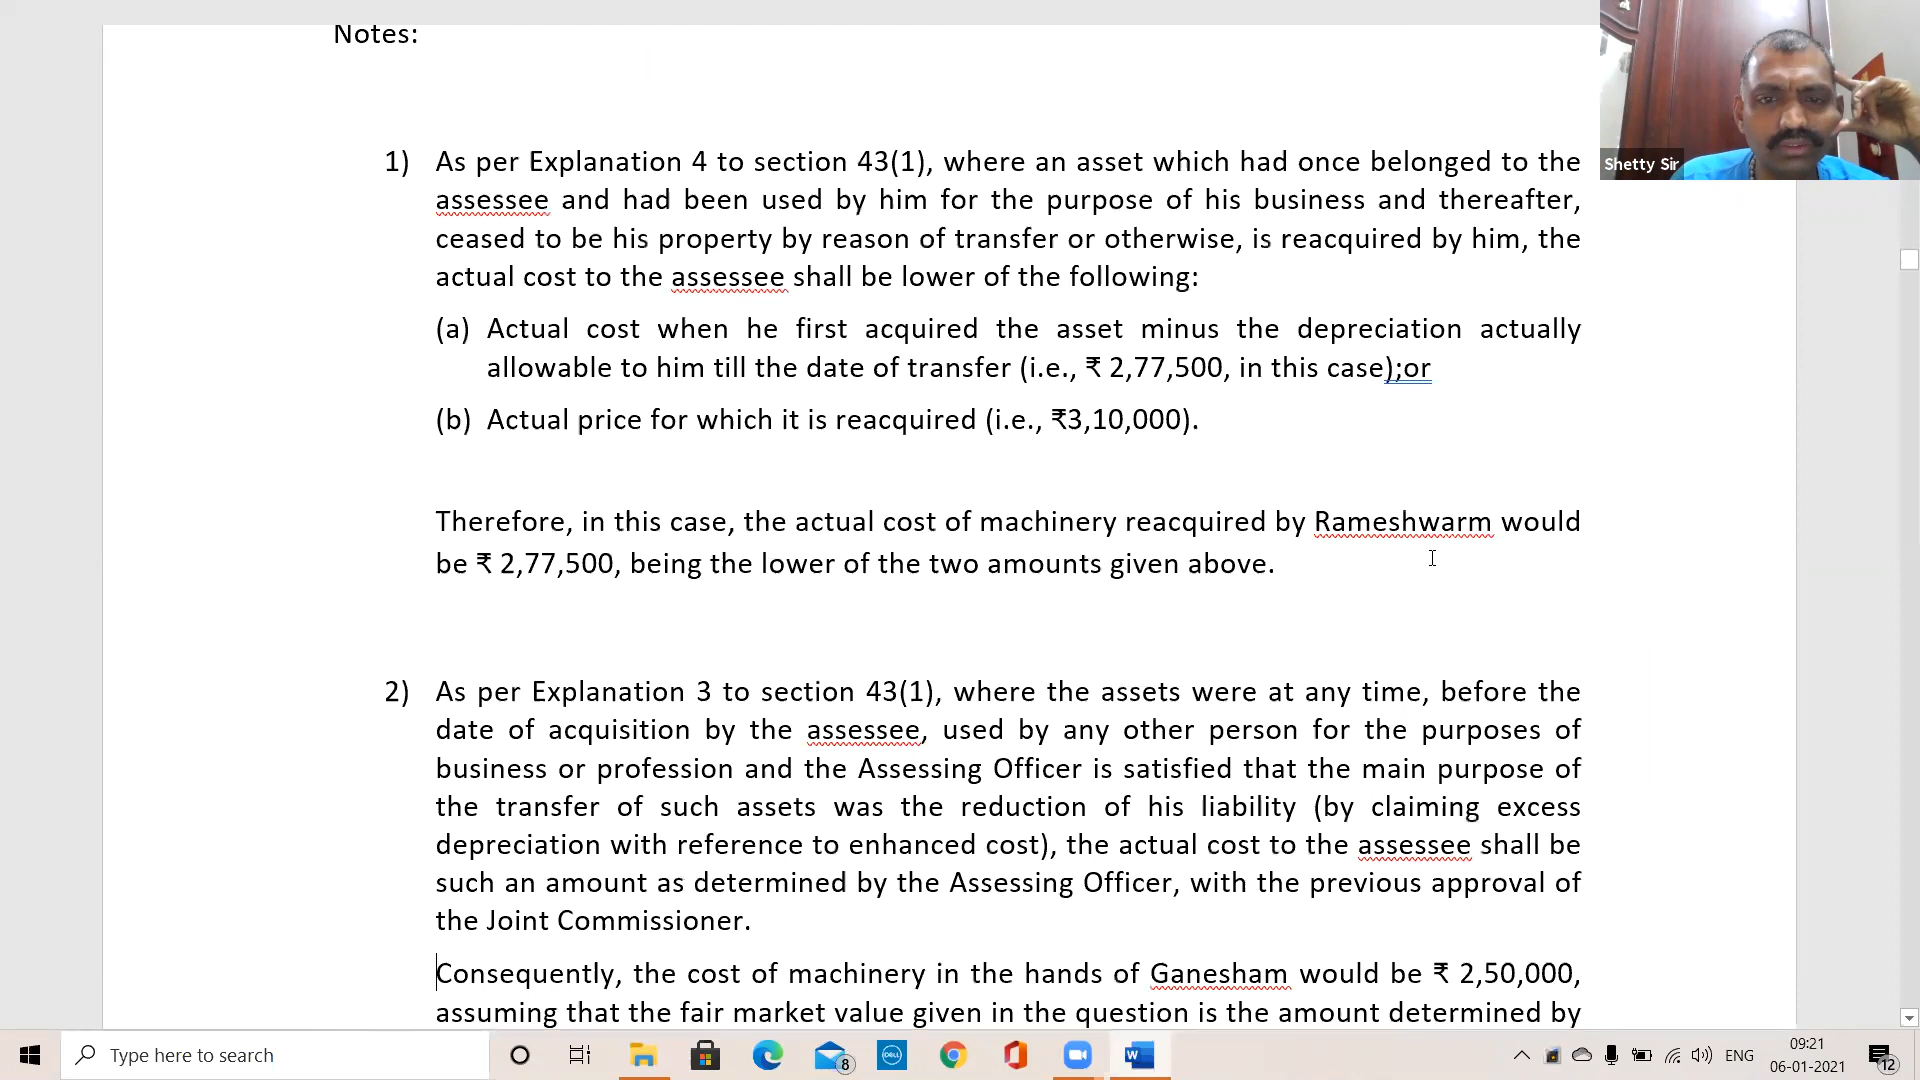 Notes:
Shetty Sir
1) As per Explanation 4 to section 43(1), where an asset which had once belonged to the
assessee and had been used by him for the purpose of his business and thereafter,
ceased to be his property by reason of transfer or otherwise, is reacquired by him, the
actual cost to the assessee shall be lower of the following:
(a) Actual cost when he first acquired the asset minus the depreciation actually
allowable to him till the date of transfer (i.e., ₹ 2,77,500, in this case);or
(b) Actual price for which it is reacquired (i.e., ₹3,10,000).
Therefore, in this case, the actual cost of machinery reacquired by Rameshwarm would
be ₹ 2,77,500, being the lower of the two amounts given above.
2) As per Explanation 3 to section 43(1), where the assets were at any time, before the
date of acquisition by the assessee, used by any other person for the purposes of
business or profession and the Assessing Officer is satisfied that the main purpose of
the transfer of such assets was the reduction of his liability (by claiming excess
depreciation with reference to enhanced cost), the actual cost to the assessee shall be
such an amount as determined by the Assessing Officer, with the previous approval of
the Joint Commissioner.
Consequently, the cost of machinery in the hands of Ganesham would be ₹ 2,50,000,
assuming that the fair market value given in the question is the amount determined by
Type here to search
8
DELL
W
ENG
09:21
06-01-2021
12